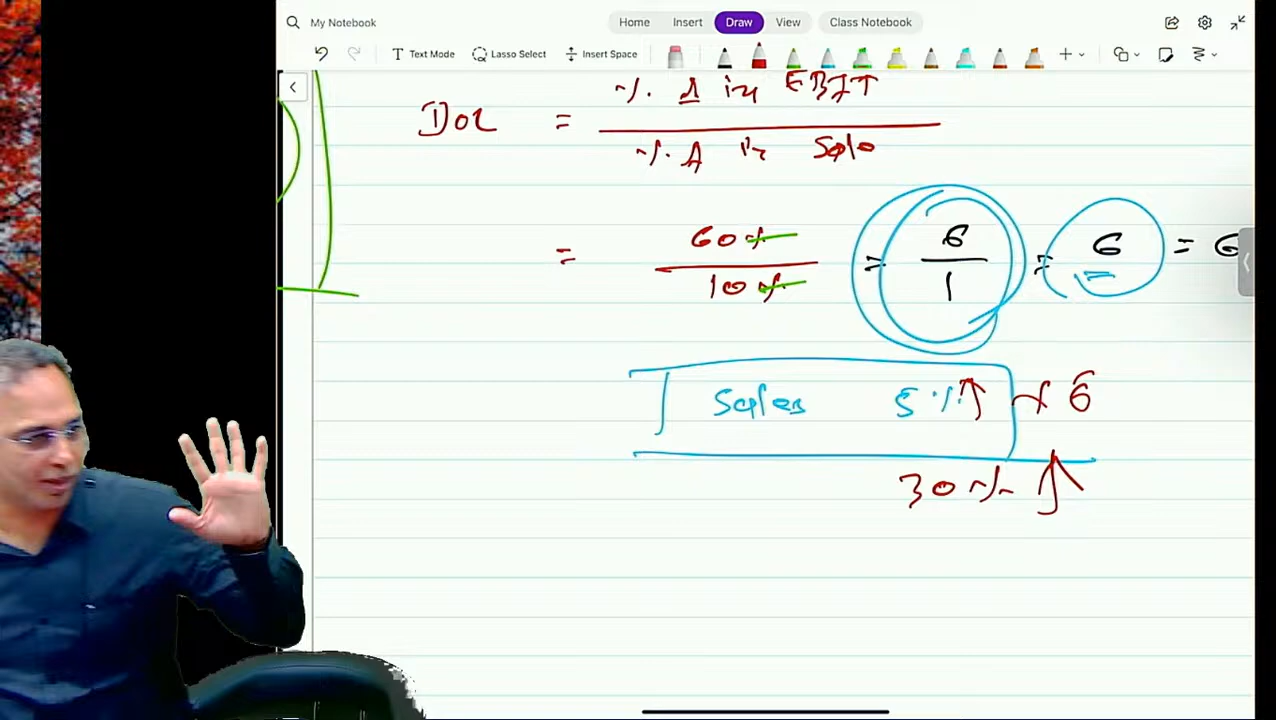 My Notebook
Home Insert Draw View Class Notebook
Text Mode Lasso Select Insert Space
% Δ in EBIT
DOL =
% Δ in Sales
= 60% = 6 = 6 = 6
10% 1
Sales 5% ↑ × 6
30% ↑